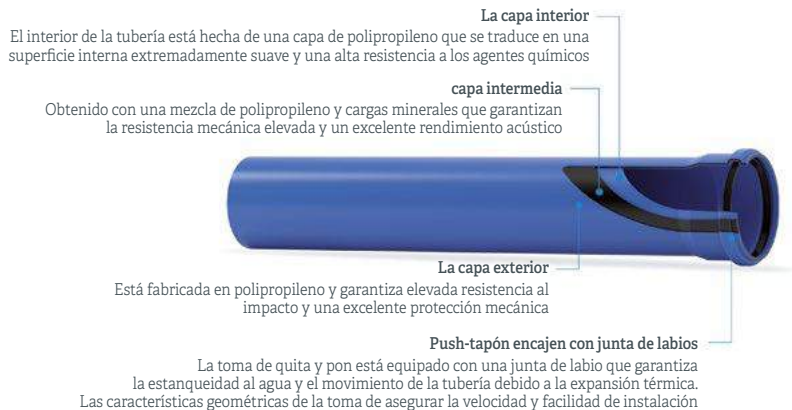 La capa interior
El interior de la tubería está hecha de una capa de polipropileno que se traduce en una
superficie interna extremadamente suave y una alta resistencia a los agentes químicos
capa intermedia
Obtenido con una mezcla de polipropileno y cargas minerales que garantizan
la resistencia mecánica elevada y un excelente rendimiento acústico
La capa exterior
Está fabricada en polipropileno y garantiza elevada resistencia al
impacto y una excelente protección mecánica
Push-tapón encajen con junta de labios
La toma de quita y pon está equipado con una junta de labio que garantiza
la estanqueidad al agua y el movimiento de la tubería debido a la expansión térmica.
Las características geométricas de la toma de asegurar la velocidad y facilidad de instalación